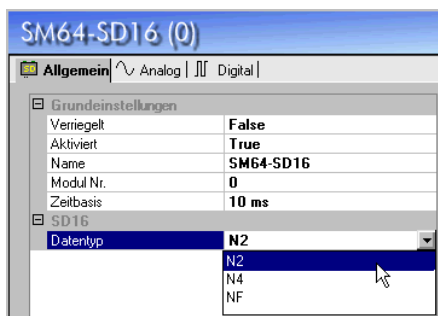 SM64-SD16 (0)
SD Allgemein Analog Digital
Grundeinstellungen
Verriegelt False
Aktiviert True
Name SM64-SD16
Modul Nr. 0
Zeitbasis 10 ms
SD16
Datentyp N2
N2
N4
NF